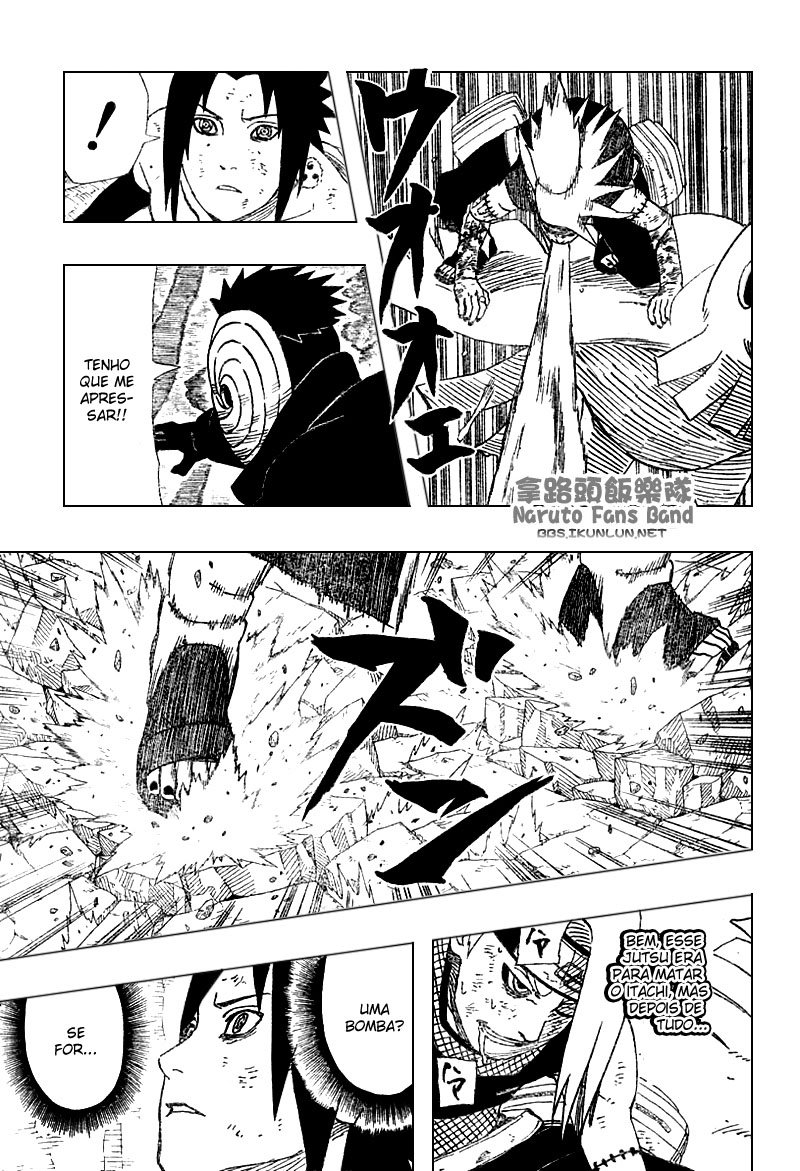 ウオオオエ
!
TENHO
QUE ME
APRES-
SAR!!
拿路頭飯樂隊
Naruto Fans Band
BBS.IKUNLUN.NET
ズン
BEM, ESSE
JUTSU ERA
PARA MATAR
O ITACHI, MAS
DEPOIS DE
TUDO...
UMA
BOMBA?
SE
FOR...